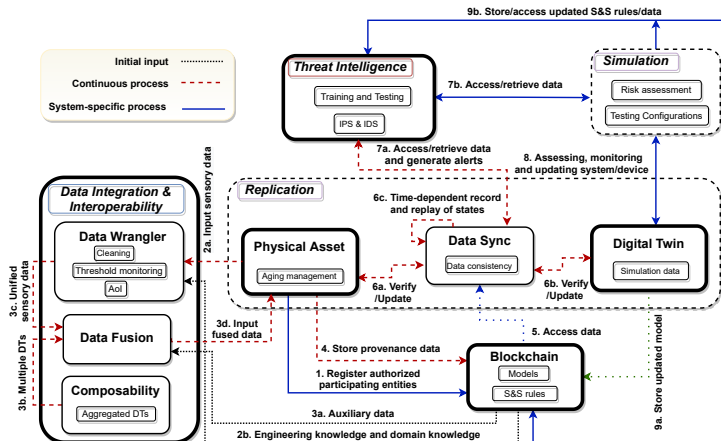 9b. Store/access updated S&S rules/data
Initial input
Continuous process
System-specific process
Threat Intelligence
Training and Testing
IPS & IDS
7b. Access/retrieve data
Simulation
Risk assessment
Testing Configurations
7a. Access/retrieve data
and generate alerts
8. Assessing, monitoring
and updating system/device
Data Integration &
Interoperability
2a. Input sensory data
Replication
6c. Time-dependent record
and replay of states
Data Wrangler
Cleaning
Threshold monitoring
AoI
Physical Asset
Aging management
Data Sync
Data consistency
Digital Twin
Simulation data
6a. Verify
/Update
6b. Verify
/Update
3c. Unified
sensory data
3d. Input
fused data
Data Fusion
5. Access data
4. Store provenance data
3b. Multiple DTs
Composability
Aggregated DTs
1. Register authorized
participating entities
Blockchain
Models
S&S rules
9a. Store updated model
3a. Auxiliary data
2b. Engineering knowledge and domain knowledge